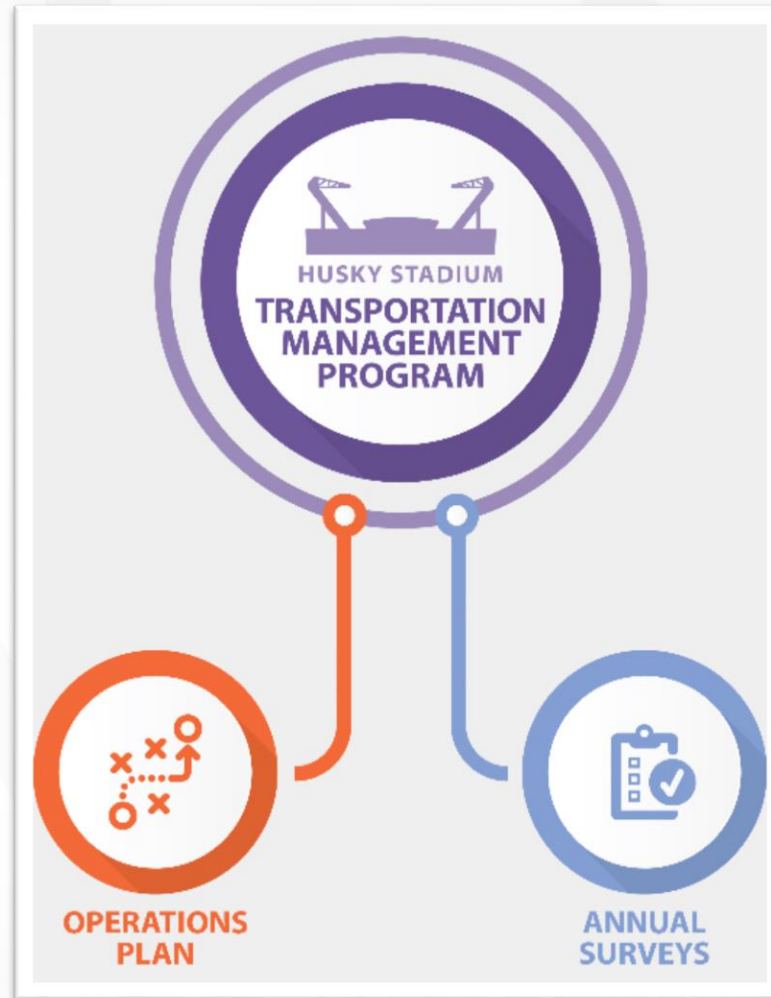 HUSKY STADIUM
TRANSPORTATION
MANAGEMENT
PROGRAM
OPERATIONS
PLAN
ANNUAL
SURVEYS